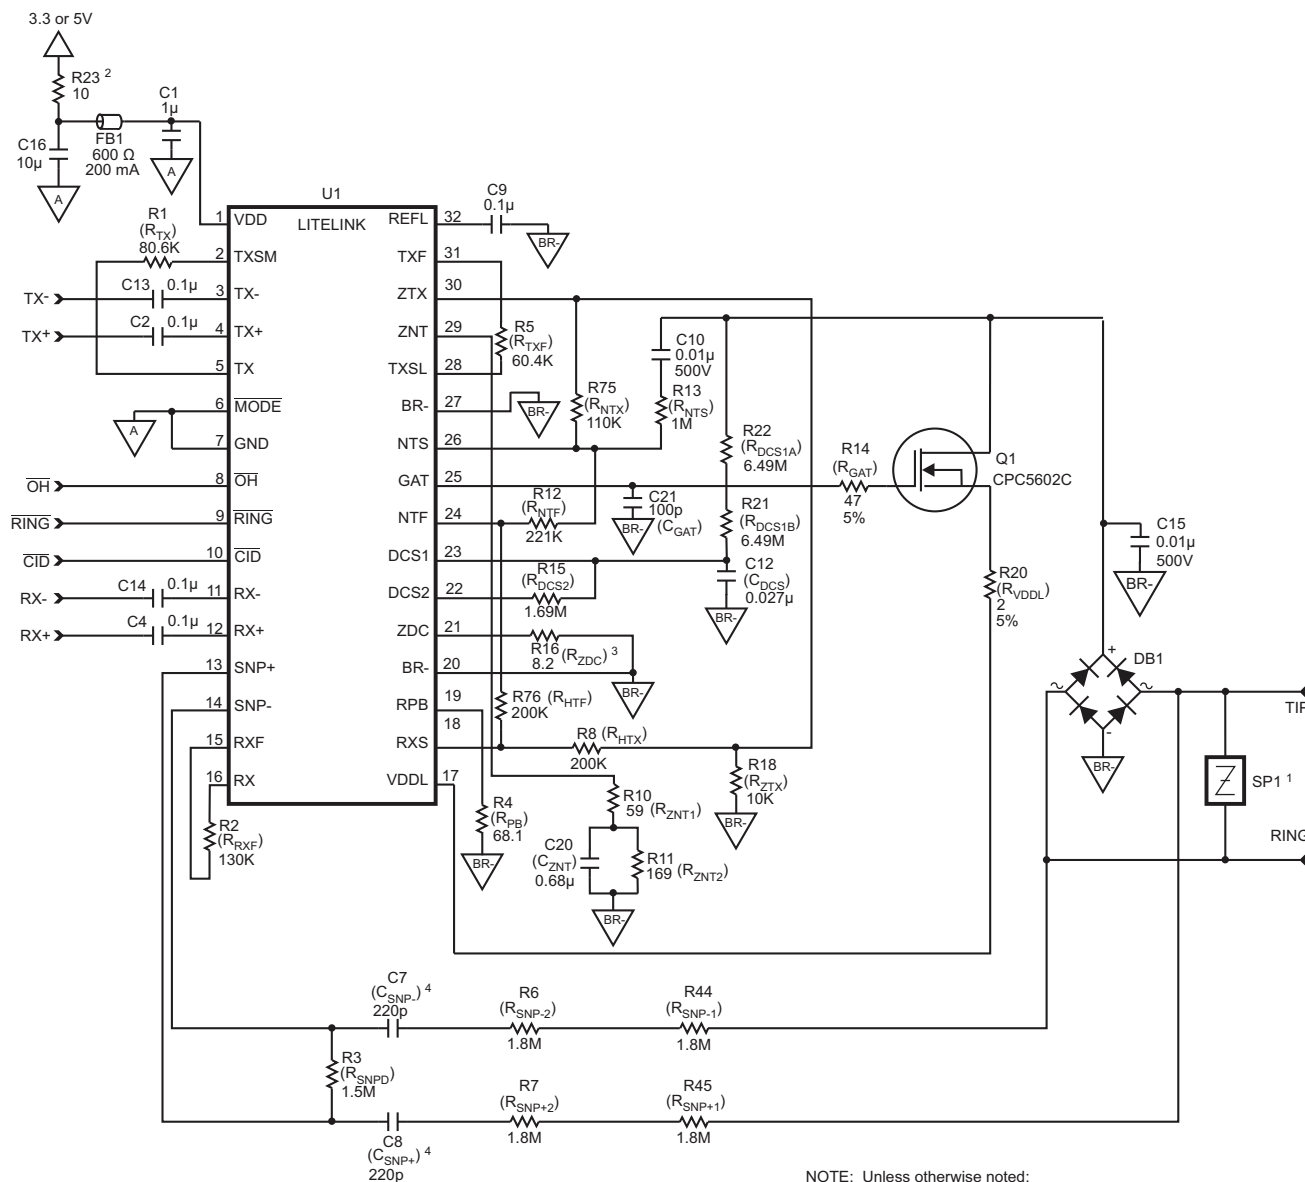 3.3 or 5V
R23 2
10
C1
1µ
C16
10µ
FB1
600 Ω
200 mA
A
A
U1
LITELINK
R1
(RTX)
80.6K
C13
0.1µ
C2
0.1µ
TX-
TX+
A
OH
RING
CID
RX-
RX+
C14
0.1µ
C4
0.1µ
1 VDD
2 TXSM
3 TX-
4 TX+
5 TX
6 MODE
7 GND
8 OH
9 RING
10 CID
11 RX-
12 RX+
13 SNP+
14 SNP-
15 RXF
16 RX
REFL 32
TXF 31
ZTX 30
ZNT 29
TXSL 28
BR- 27
NTS 26
GAT 25
NTF 24
DCS1 23
DCS2 22
ZDC 21
BR- 20
RPB 19
RXS 18
VDDL 17
R2
(RRXF)
130K
C9
0.1µ
BR-
R5
(RTXF)
60.4K
BR-
R75
(RNTX)
110K
C10
0.01µ
500V
R13
(RNTS)
1M
R22
(RDCS1A)
6.49M
R21
(RDCS1B)
6.49M
R14
(RGAT)
47
5%
Q1
CPC5602C
R12
(RNTF)
221K
C21
100p
(CGAT)
BR-
R15
(RDCS2)
1.69M
C12
(CDCS)
0.027µ
BR-
R20
(RVDDL)
2
5%
C15
0.01µ
500V
BR-
R16 (RZDC) 3
8.2
BR-
R76 (RHTF)
200K
R8 (RHTX)
200K
R18
(RZTX)
10K
BR-
R4
(RPB)
68.1
BR-
R10
59 (RZNT1)
C20
(CZNT)
0.68µ
R11
169 (RZNT2)
BR-
DB1
+
~
~
-
BR-
TIP
SP1 1
RING
C7
(CSNP-) 4
220p
R6
(RSNP-2)
1.8M
R44
(RSNP-1)
1.8M
R3
(RSNPD)
1.5M
R7
(RSNP+2)
1.8M
R45
(RSNP+1)
1.8M
C8
(CSNP+) 4
220p
NOTE: Unless otherwise noted: